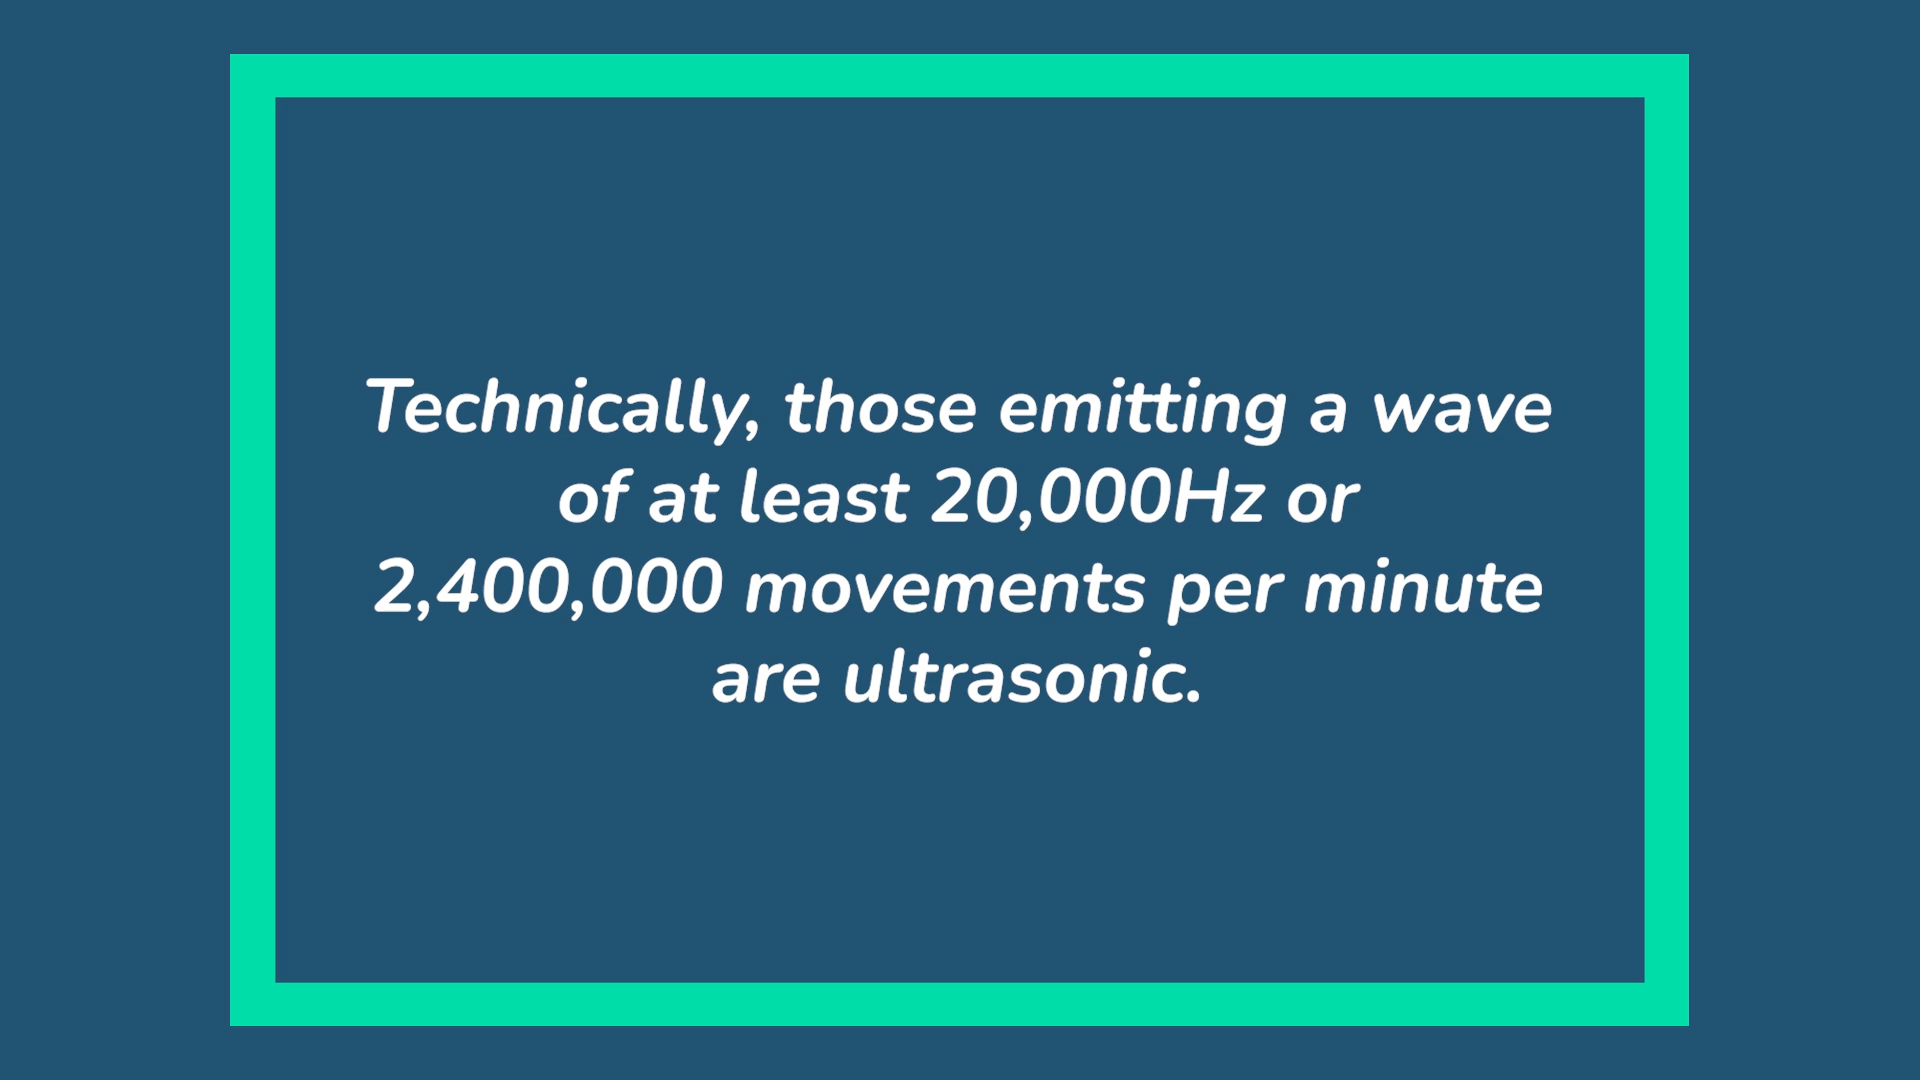 Technically, those emitting a wave
of at least 20,000Hz or
2,400,000 movements per minute
are ultrasonic.